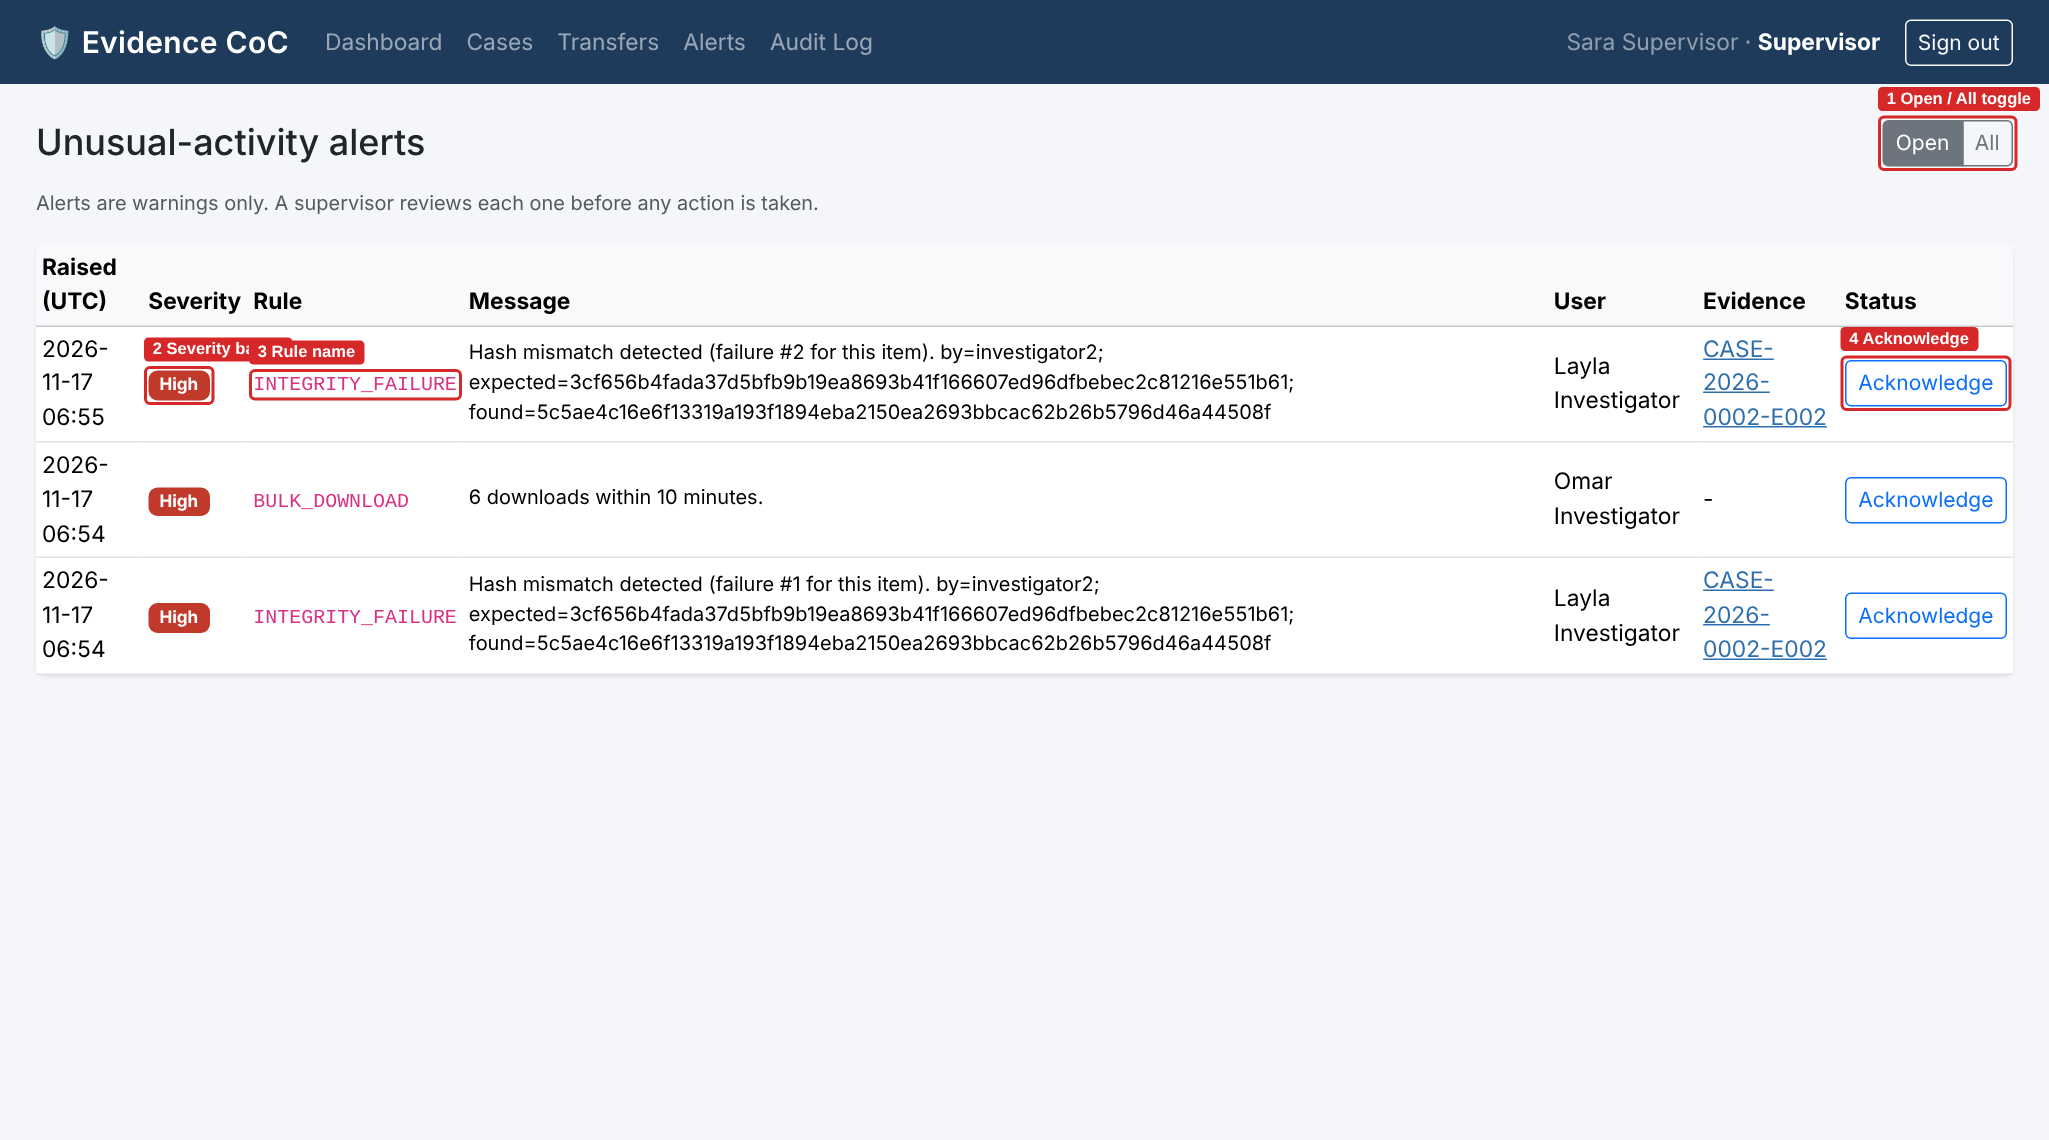 Evidence CoC Dashboard Cases Transfers Alerts Audit Log Sara Supervisor · Supervisor Sign out
1 Open / All toggle
Unusual-activity alerts
Open All
Alerts are warnings only. A supervisor reviews each one before any action is taken.
Raised (UTC) Severity Rule Message User Evidence Status
2 Severity 3 Rule name 4 Acknowledge
2026-11-17 06:55
High
INTEGRITY_FAILURE
Hash mismatch detected (failure #2 for this item). by=investigator2;
expected=3cf656b4fada37d5bfb9b19ea8693b41f166607ed96dfbebec2c81216e551b61;
found=5c5ae4c16e6f13319a193f1894eba2150ea2693bbcac62b26b5796d46a44508f
Layla
Investigator
CASE-
2026-
0002-E002
Acknowledge
2026-
11-17
06:54
High
BULK_DOWNLOAD
6 downloads within 10 minutes.
Omar
Investigator
-
Acknowledge
2026-
11-17
06:54
High
INTEGRITY_FAILURE
Hash mismatch detected (failure #1 for this item). by=investigator2;
expected=3cf656b4fada37d5bfb9b19ea8693b41f166607ed96dfbebec2c81216e551b61;
found=5c5ae4c16e6f13319a193f1894eba2150ea2693bbcac62b26b5796d46a44508f
Layla
Investigator
CASE-
2026-
0002-E002
Acknowledge